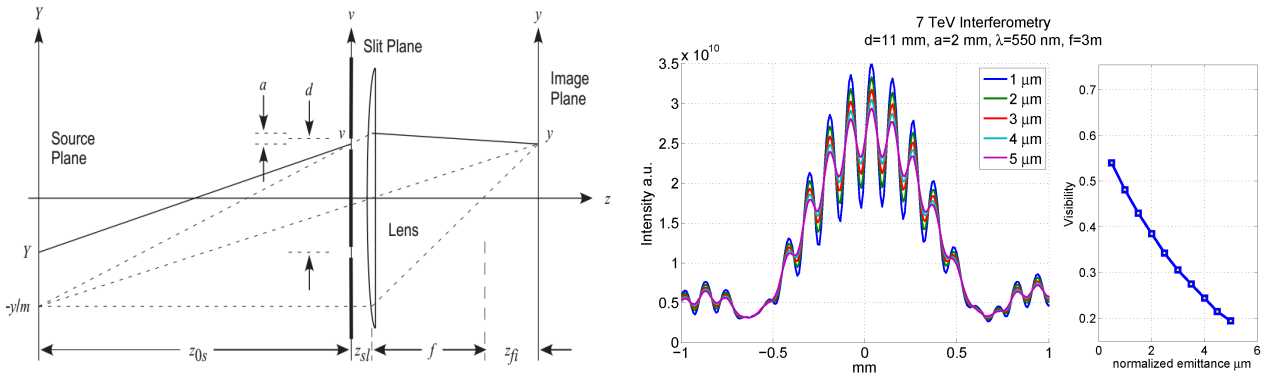 Y
v
y
Slit Plane
a
d
Image
Plane
Source
Plane
v
y
z
Lens
Y
-y/m
z0s
zsl
f
zfi
7 TeV Interferometry
d=11 mm, a=2 mm, λ=550 nm, f=3m
x 10^10
3.5
3
2.5
2
1.5
1
0.5
0
Intensity a.u.
−1
−0.5
0
0.5
1
mm
1 μm
2 μm
3 μm
4 μm
5 μm
0.7
0.6
0.5
0.4
0.3
0.2
Visibility
0
2
4
6
normalized emittance μm